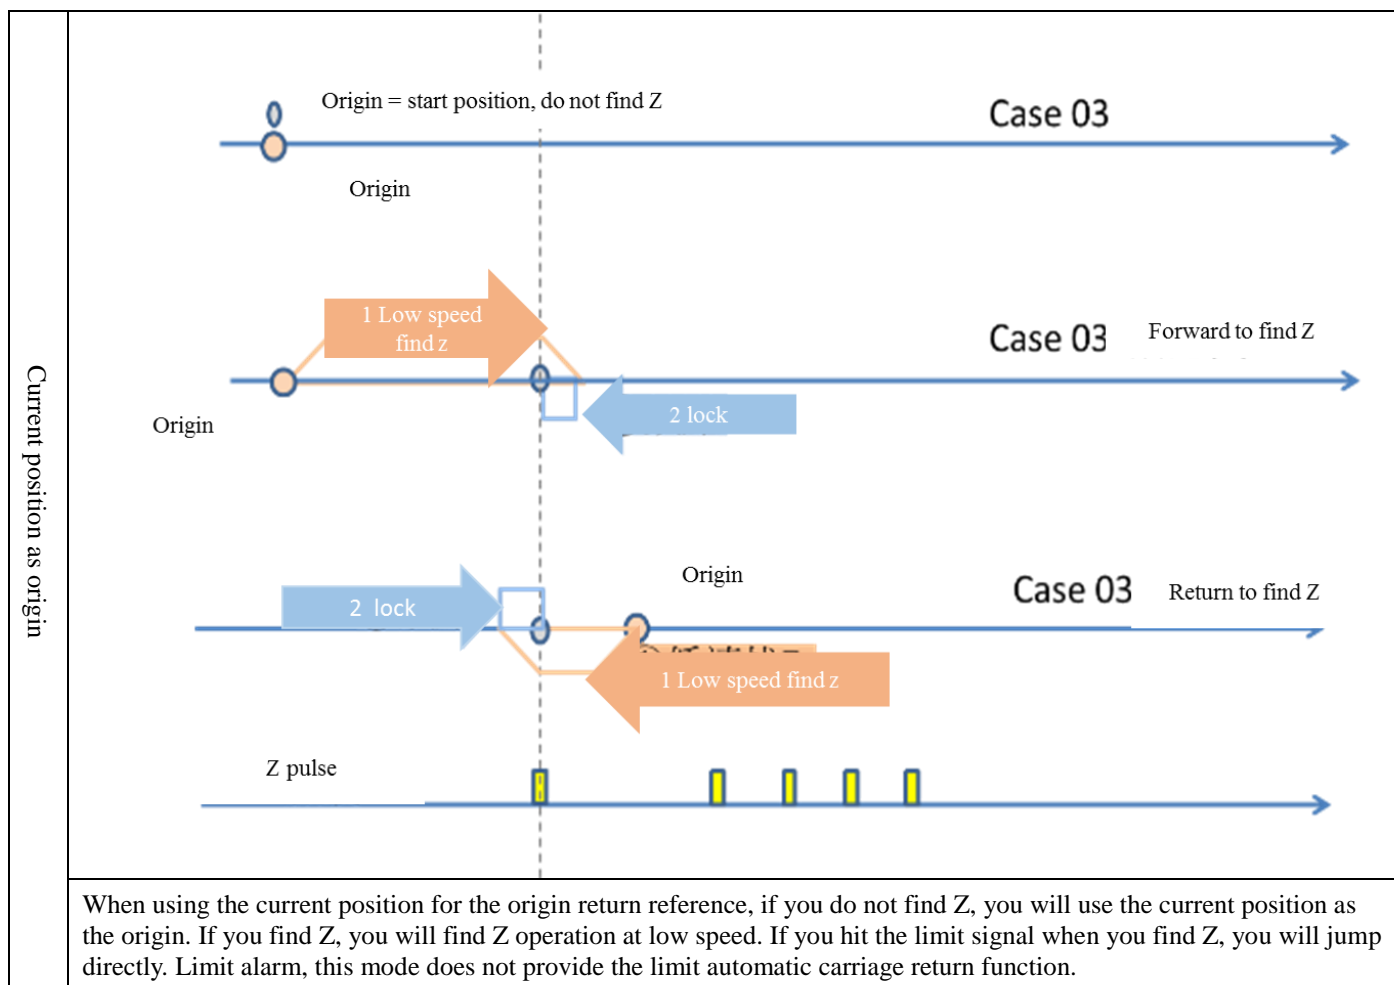 Current position as origin
Origin = start position, do not find Z
Case 03
Origin
1 Low speed
find z
Case 03
Forward to find Z
2 lock
Origin
Origin
2 lock
Case 03
Return to find Z
1 Low speed find z
Z pulse
When using the current position for the origin return reference, if you do not find Z, you will use the current position as
the origin. If you find Z, you will find Z operation at low speed. If you hit the limit signal when you find Z, you will jump
directly. Limit alarm, this mode does not provide the limit automatic carriage return function.